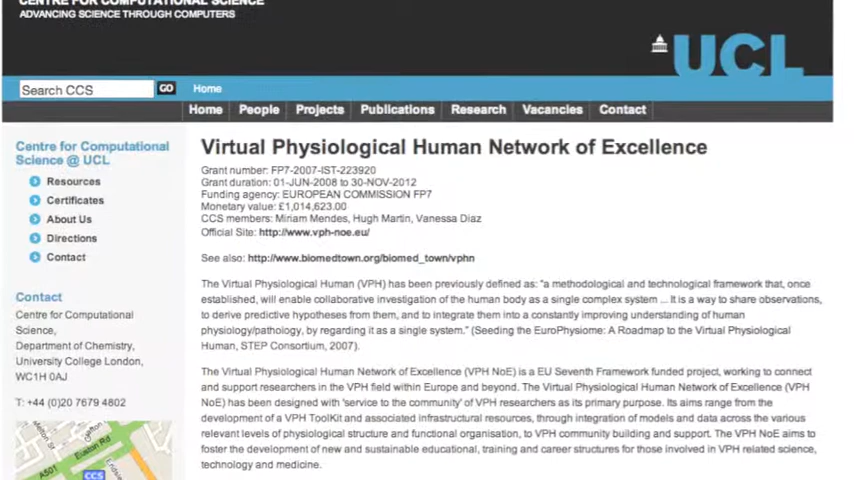 CENTRE FOR COMPUTATIONAL SCIENCE
ADVANCING SCIENCE THROUGH COMPUTERS
UCL
Search CCS GO Home
Home People Projects Publications Research Vacancies Contact
Centre for Computational
Science @ UCL
Resources
Certificates
About Us
Directions
Contact
Contact
Centre for Computational
Science,
Department of Chemistry,
University College London,
WC1H 0AJ
T: +44 (0)20 7679 4802
Euston Rd
A501
CCS
Virtual Physiological Human Network of Excellence
Grant number: FP7-2007-IST-223920
Grant duration: 01-JUN-2008 to 30-NOV-2012
Funding agency: EUROPEAN COMMISSION FP7
Monetary value: £1,014,623.00
CCS members: Miriam Mendes, Hugh Martin, Vanessa Diaz
Official Site: http://www.vph-noe.eu/
See also: http://www.biomedtown.org/biomed_town/vphn
The Virtual Physiological Human (VPH) has been previously defined as: "a methodological and technological framework that, once
established, will enable collaborative investigation of the human body as a single complex system ... It is a way to share observations,
to derive predictive hypotheses from them, and to integrate them into a constantly improving understanding of human
physiology/pathology, by regarding it as a single system." (Seeding the EuroPhysiome: A Roadmap to the Virtual Physiological
Human, STEP Consortium, 2007).
The Virtual Physiological Human Network of Excellence (VPH NoE) is a EU Seventh Framework funded project, working to connect
and support researchers in the VPH field within Europe and beyond. The Virtual Physiological Human Network of Excellence (VPH
NoE) has been designed with 'service to the community' of VPH researchers as its primary purpose. Its aims range from the
development of a VPH ToolKit and associated infrastructural resources, through integration of models and data across the various
relevant levels of physiological structure and functional organisation, to VPH community building and support. The VPH NoE aims to
foster the development of new and sustainable educational, training and career structures for those involved in VPH related science,
technology and medicine.